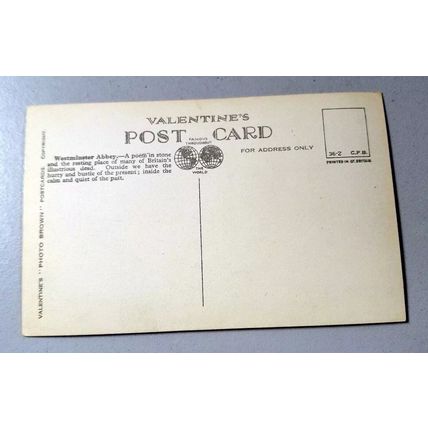 VALENTINE'S
POST CARD
FAMOUS
THROUGHOUT
THE
WORLD
FOR ADDRESS ONLY
36-Z C.P.B.
PRINTED IN GT. BRITAIN.
Westminster Abbey.—A poem in stone
and the resting place of many of Britain's
illustrious dead. Outside we have the
hurry and bustle of the present; inside the
calm and quiet of the past.
VALENTINE'S "PHOTO BROWN" POSTCARDS COPYRIGHT.